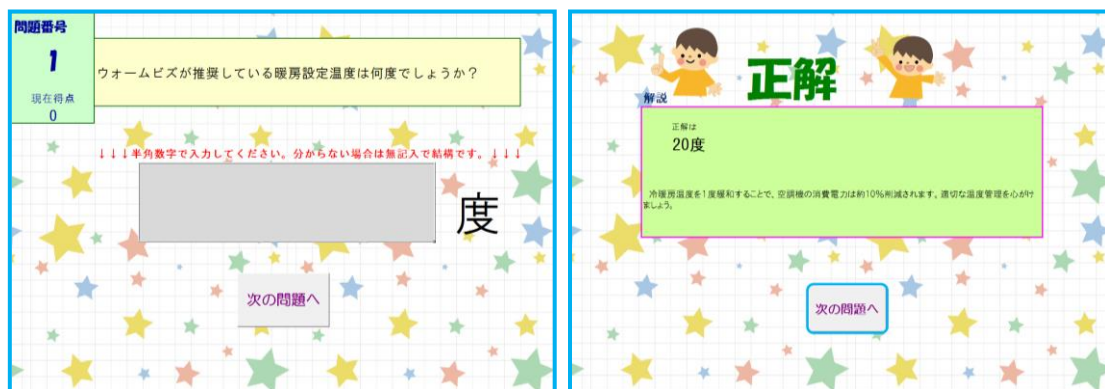 問題番号
1
現在得点
0
ウォームビズが推奨している暖房設定温度は何度でしょうか？
↓↓↓半角数字で入力してください。分からない場合は無記入で結構です。↓↓↓
度
次の問題へ
正解
解説
正解は
20度
冷暖房温度を1度緩和することで、空調機の消費電力は約10%削減されます。適切な温度管理を心がけ
ましょう。
次の問題へ